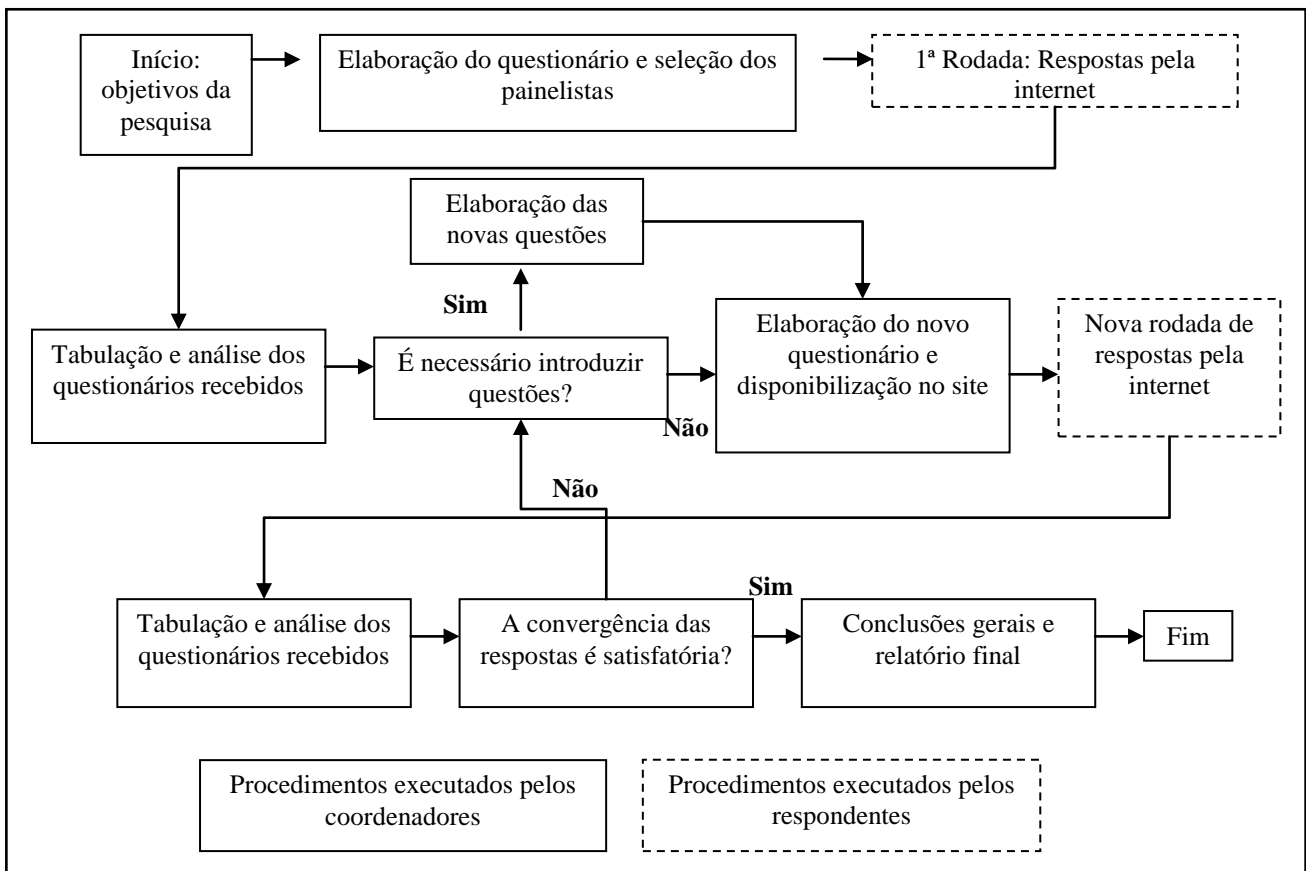 Início:
objetivos da
pesquisa
Elaboração do questionário e seleção dos
painelistas
1ª Rodada: Respostas pela
internet
Elaboração das
novas questões
Sim
Tabulação e análise dos
questionários recebidos
É necessário introduzir
questões?
Não
Elaboração do novo
questionário e
disponibilização no site
Nova rodada de
respostas pela
internet
Não
Tabulação e análise dos
questionários recebidos
A convergência das
respostas é satisfatória?
Sim
Conclusões gerais e
relatório final
Fim
Procedimentos executados pelos
coordenadores
Procedimentos executados pelos
respondentes